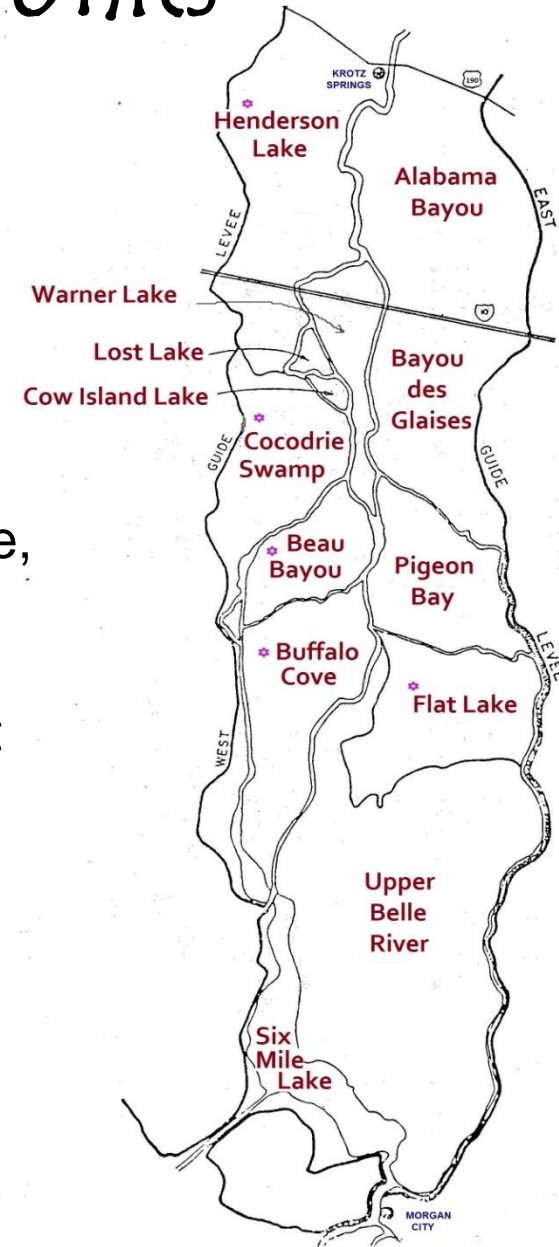 KROTZ
SPRINGS
190
Henderson
Lake
Alabama
Bayou
EAST
LEVEE
Warner Lake
Lost Lake
Cow Island Lake
Bayou
des
Glaises
GUIDE
GUIDE
Cocodrie
Swamp
e,
Beau
Bayou
Pigeon
Bay
LEVEE
Buffalo
Cove
Flat Lake
WEST
Upper
Belle
River
Six
Mile
Lake
MORGAN
CITY